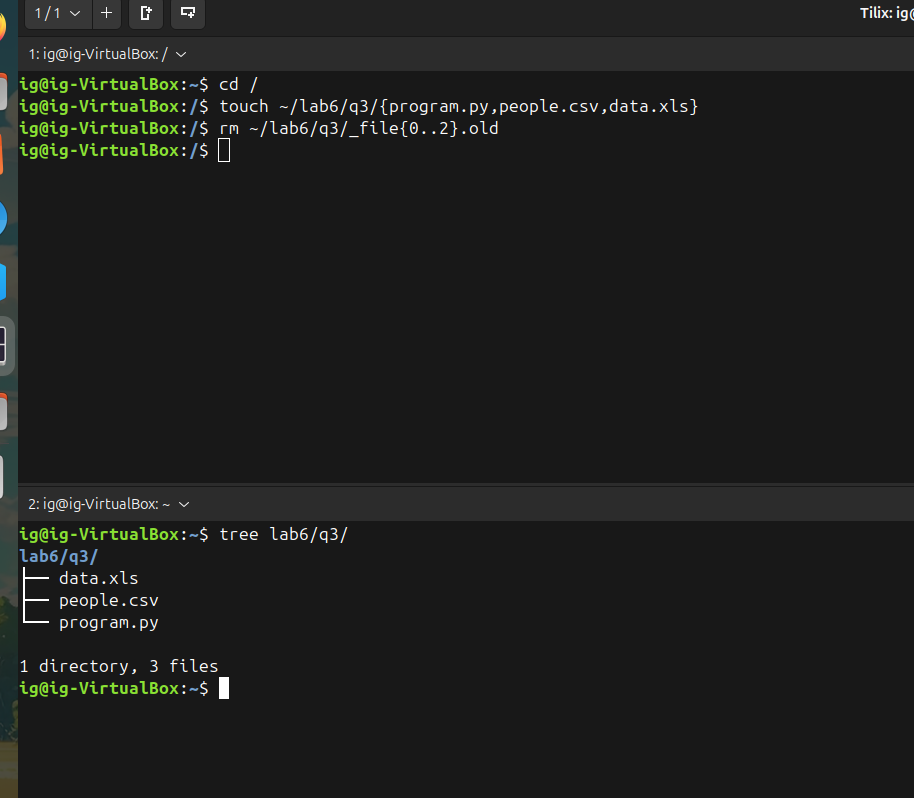 1 / 1
Tilix: ig@
1: ig@ig-VirtualBox: /
ig@ig-VirtualBox:~$ cd /
ig@ig-VirtualBox:/$ touch ~/lab6/q3/{program.py,people.csv,data.xls}
ig@ig-VirtualBox:/$ rm ~/lab6/q3/_file{0..2}.old
ig@ig-VirtualBox:/$
2: ig@ig-VirtualBox: ~
ig@ig-VirtualBox:~$ tree lab6/q3/
lab6/q3/
├── data.xls
├── people.csv
└── program.py
1 directory, 3 files
ig@ig-VirtualBox:~$